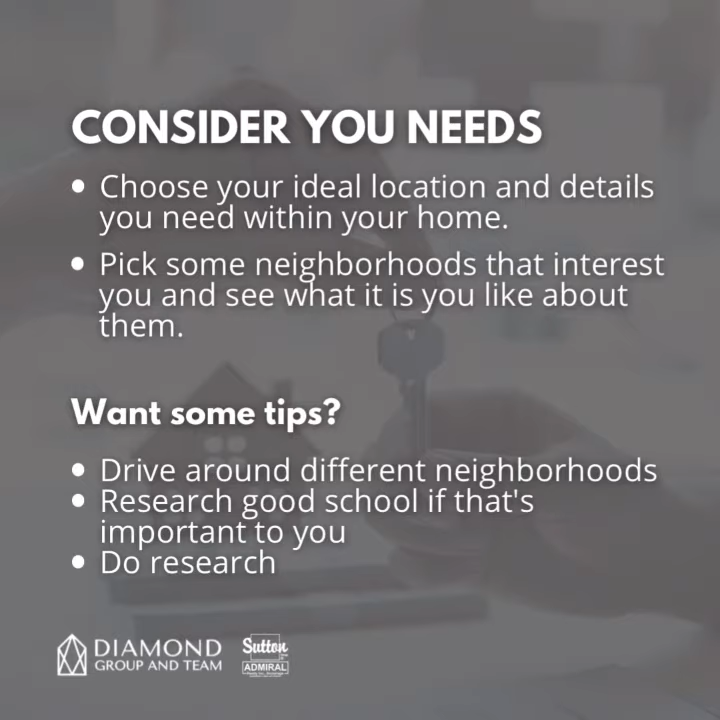 CONSIDER YOU NEEDS
• Choose your ideal location and details
you need within your home.
• Pick some neighborhoods that interest
you and see what it is you like about
them.
Want some tips?
• Drive around different neighborhoods
• Research good school if that's
important to you
• Do research
DIAMOND
GROUP AND TEAM
Sutton
ADMIRAL